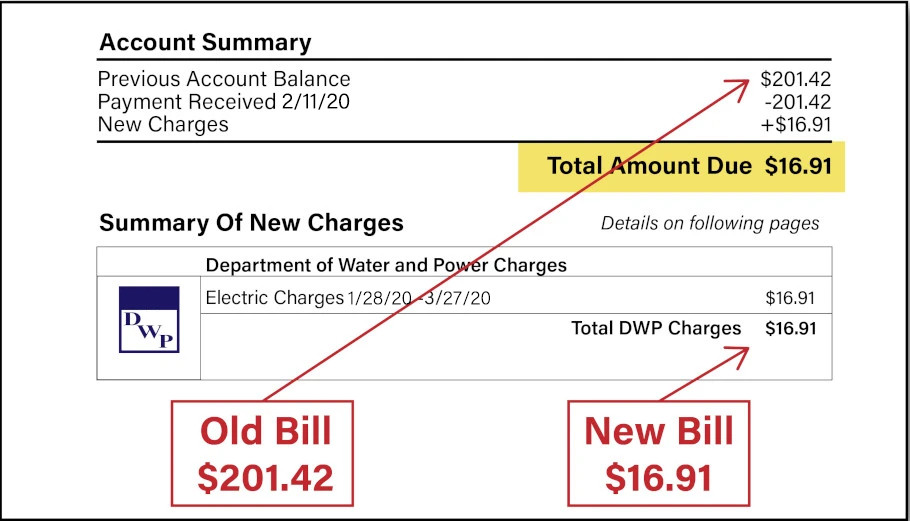 Account Summary
Previous Account Balance $201.42
Payment Received 2/11/20 -201.42
New Charges +$16.91
Total Amount Due $16.91
Summary Of New Charges Details on following pages
Department of Water and Power Charges
Electric Charges 1/28/20 -3/27/20 $16.91
Total DWP Charges $16.91
DWP
Old Bill
$201.42
New Bill
$16.91